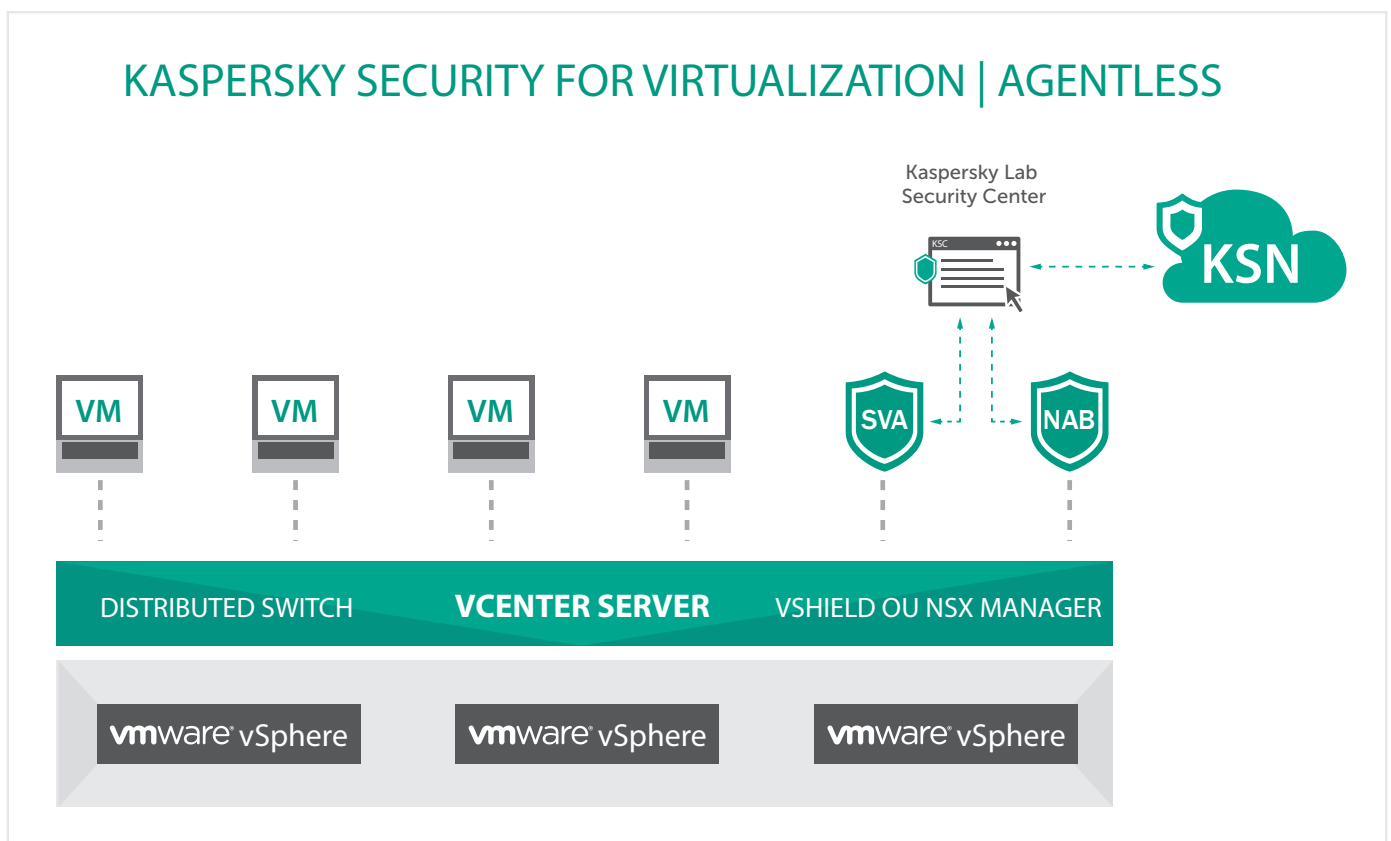 KASPERSKY SECURITY FOR VIRTUALIZATION | AGENTLESS
Kaspersky Lab
Security Center
KSC
KSN
VM
VM
VM
VM
SVA
NAB
DISTRIBUTED SWITCH
VCENTER SERVER
VSHIELD OU NSX MANAGER
vmware® vSphere
vmware® vSphere
vmware® vSphere